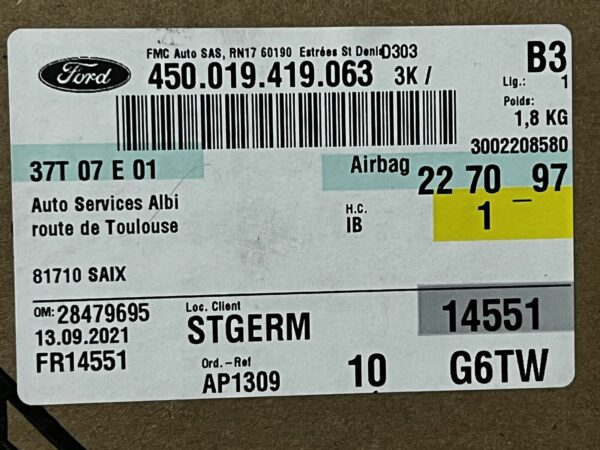 Ford
FMC Auto SAS, RN17 60190 Estrées St Denis
D303
450.019.419.063 3K /
B3
Lig.: 1
Poids:
1,8 KG
3002208580
37T 07 E 01
Airbag
22 70 _ 97
Auto Services Albi
route de Toulouse
H.C.
IB
1
81710 SAIX
OM: 28479695
13.09.2021
FR14551
Loc. Client
STGERM
14551
Ord.-Ref
AP1309
10
G6TW